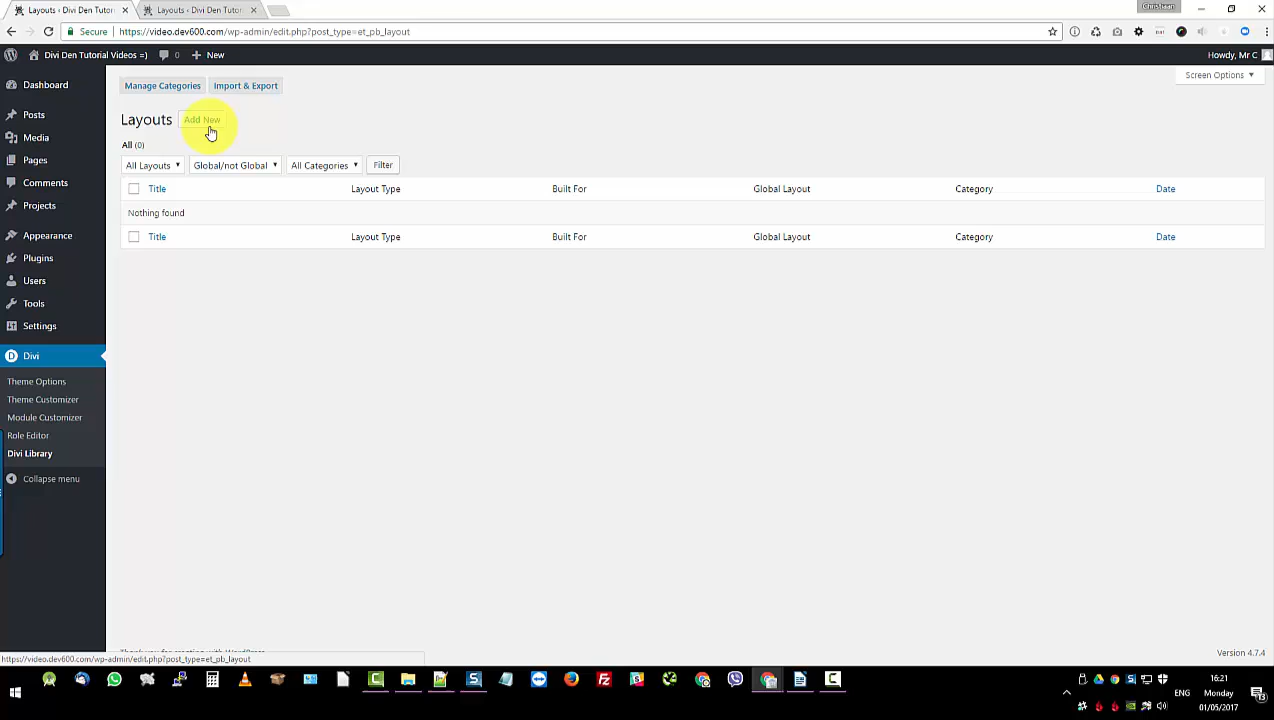 Christiaan
Layouts ‹ Divi Den Tutor
Layouts ‹ Divi Den Tutor
Secure
https://video.dev600.com/wp-admin/edit.php?post_type=et_pb_layout
Divi Den Tutorial Videos =)
0
New
Howdy, Mr C
Dashboard
Posts
Media
Pages
Comments
Projects
Appearance
Plugins
Users
Tools
Settings
Divi
Theme Options
Theme Customizer
Module Customizer
Role Editor
Divi Library
Collapse menu
Manage Categories
Import & Export
Screen Options
Layouts
Add New
All (0)
All Layouts
Global/not Global
All Categories
Filter
Title Layout Type Built For Global Layout Category Date
Nothing found
Title Layout Type Built For Global Layout Category Date
Version 4.7.4
https://video.dev600.com/wp-admin/edit.php?post_type=et_pb_layout
ENG
16:21
Monday
01/05/2017